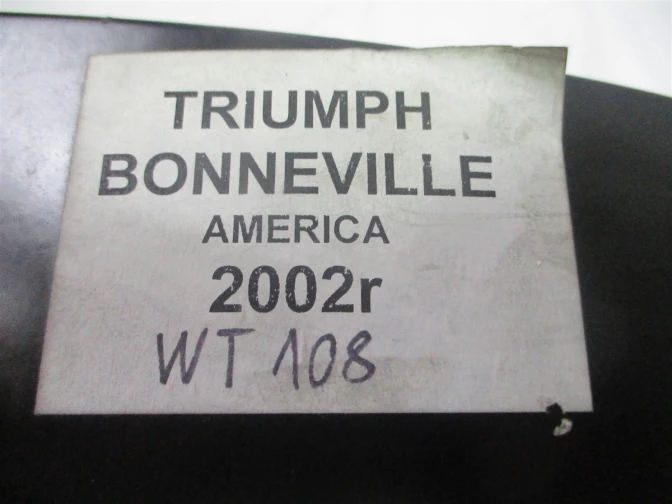 TRIUMPH
BONNEVILLE
AMERICA
2002r
WT 108